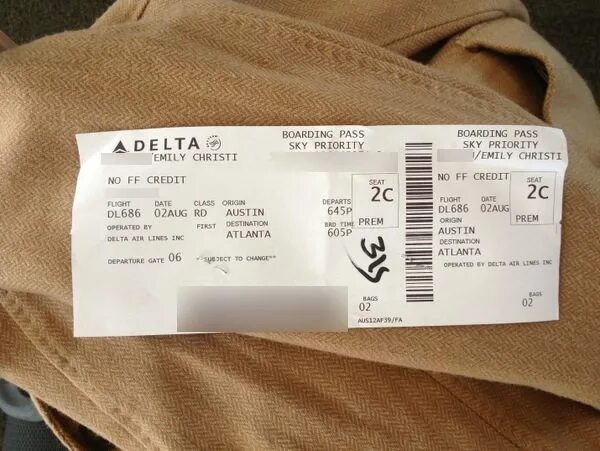 DELTA
BOARDING PASS
SKY PRIORITY
/EMILY CHRISTI
NO FF CREDIT
SEAT
2C
PREM
FLIGHT DATE CLASS ORIGIN DEPARTS
DL686 02AUG RD AUSTIN 645P
OPERATED BY FIRST DESTINATION BRD TIME
DELTA AIR LINES INC ATLANTA 605P
DEPARTURE GATE 06 **SUBJECT TO CHANGE**
BAGS
02
AUS12AF39/FA
BOARDING PASS
SKY PRIORITY
/EMILY CHRISTI
NO FF CREDIT
SEAT
2C
PREM
FLIGHT DATE
DL686 02AUG
ORIGIN
AUSTIN
DESTINATION
ATLANTA
OPERATED BY DELTA AIR LINES INC
BAGS
02